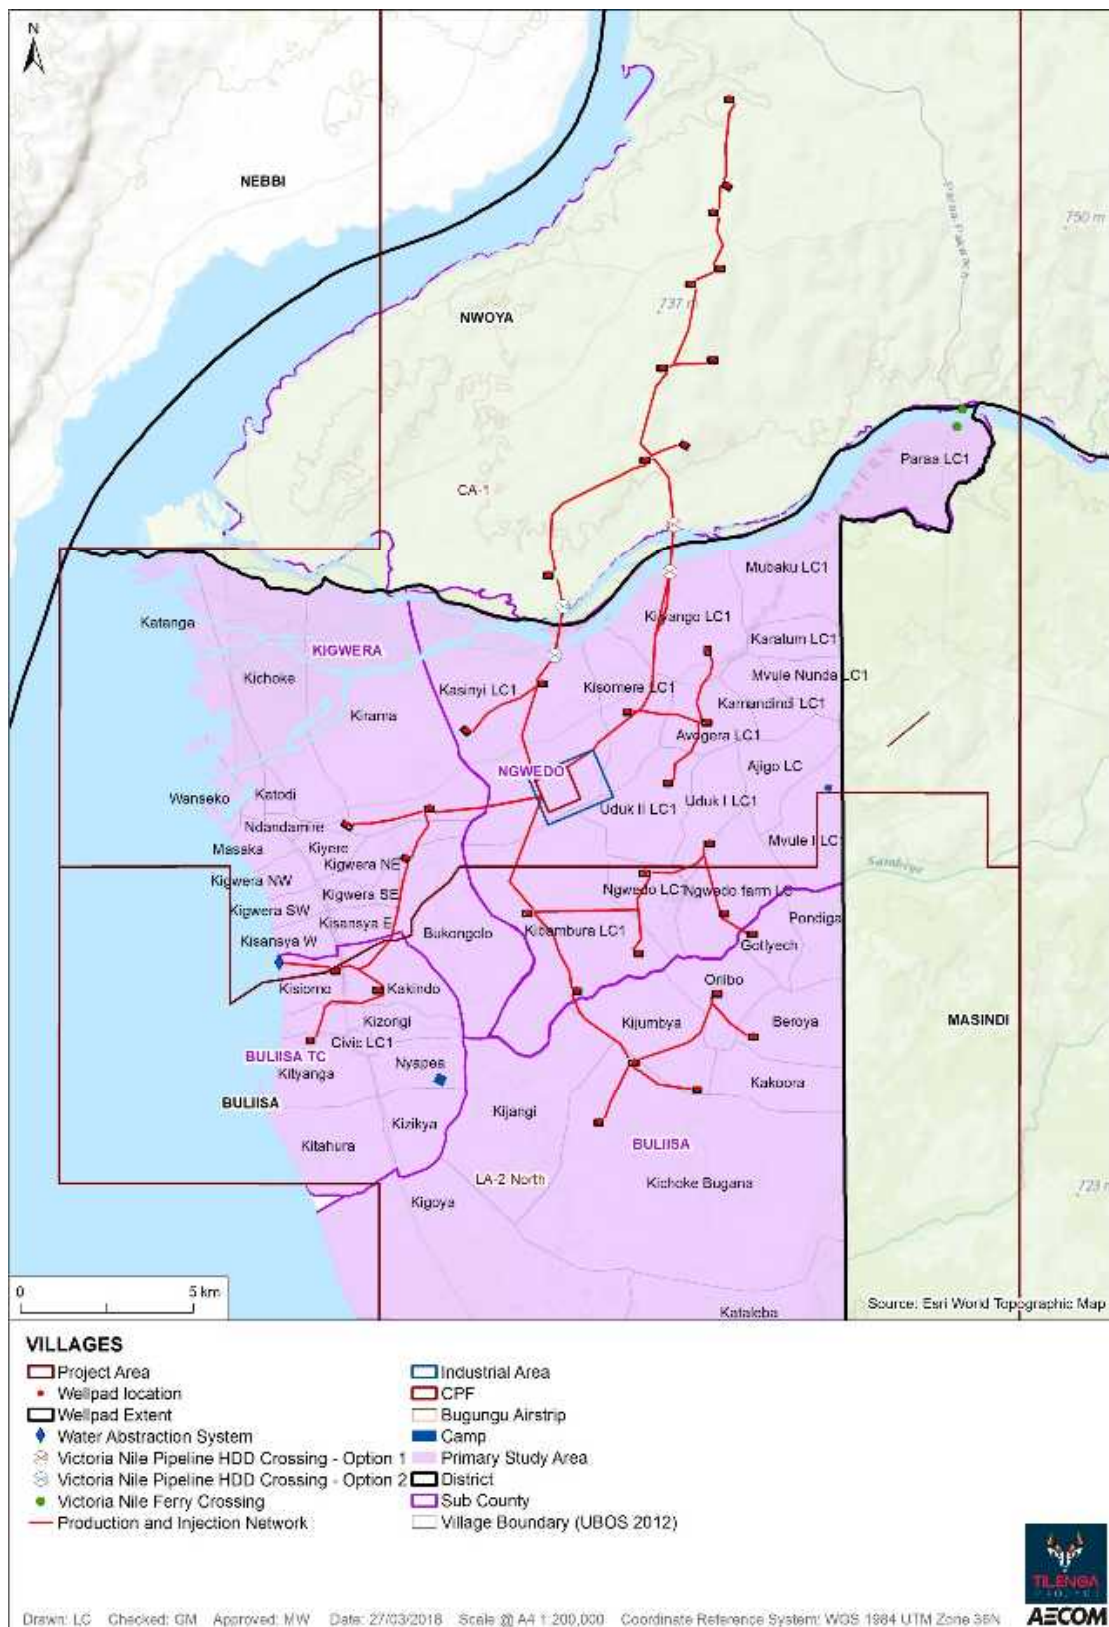 N
NEBBI
750 m
Paraa-Pakwach
737 m
NWOYA
Paraa LC1
WESTERN
CA-1
Mubaku LC1
Katanga
Kilyango LC1
KIGWERA
Karatum LC1
Kichoke
Kasinyi LC1
Kisomere LC1
Mvule Nunda LC1
Kirama
Kamandindi LC1
Avogera LC1
NGWEDO
Ajigo LC
Wanseko
Katodi
Uduk II LC1
Uduk I LC1
Ndandamire
Masaka
Kiyere
Mvule I LC1
Kigwera NE
Sambiye
Kigwera NW
Kigwera SE
Ngwedo LC1
Ngwedo farm LC
Kigwera SW
Kisansya E
Pondiga
Kisansya W
Bukongolo
Kibambura LC1
Gotlyech
Kisiomo
Kakindo
Oriibo
Kizongi
Kijumbya
Beroya
MASINDI
Civic LC1
BULIISA TC
Kityanga
Nyapea
Kakoora
BULIISA
Kijangi
Kizikya
Kitahura
BULIISA
LA-2 North
Kichoke Bugana
723 m
Kigoya
0 5 km
Kataleba
Source: Esri World Topographic Map
VILLAGES
Project Area
Wellpad location
Wellpad Extent
Water Abstraction System
Victoria Nile Pipeline HDD Crossing - Option 1
Victoria Nile Pipeline HDD Crossing - Option 2
Victoria Nile Ferry Crossing
Production and Injection Network
Industrial Area
CPF
Bugungu Airstrip
Camp
Primary Study Area
District
Sub County
Village Boundary (UBOS 2012)
TILENGA
PROJECT
AECOM
Drawn: LC Checked: GM Approved: MW Date: 27/03/2018 Scale @ A4 1:200,000 Coordinate Reference System: WGS 1984 UTM Zone 36N